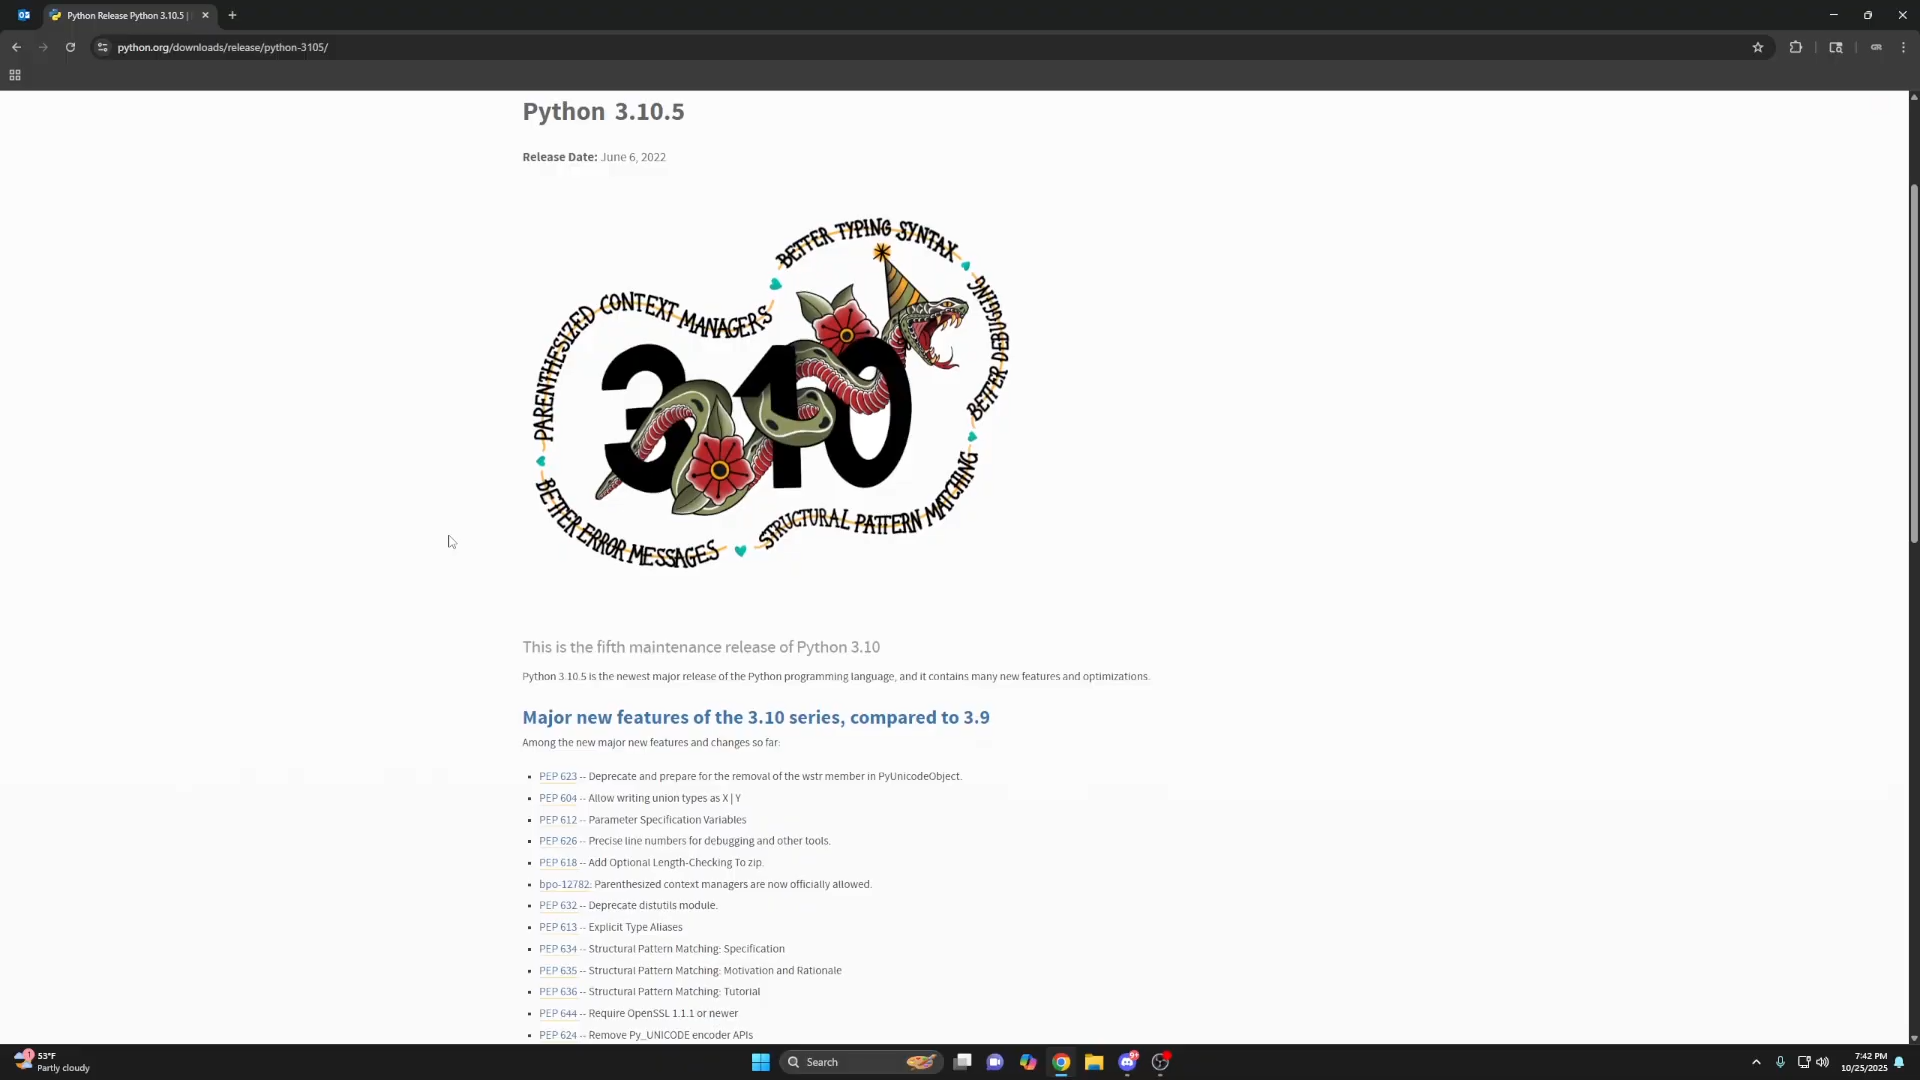 Python Release Python 3.10.5 |
python.org/downloads/release/python-3105/
GR
Python 3.10.5
Release Date: June 6, 2022
BETTER TYPING SYNTAX
PARENTHESIZED CONTEXT MANAGERS
BETTER DEBUGGING
3.10
BETTER ERROR MESSAGES
STRUCTURAL PATTERN MATCHING
This is the fifth maintenance release of Python 3.10
Python 3.10.5 is the newest major release of the Python programming language, and it contains many new features and optimizations.
Major new features of the 3.10 series, compared to 3.9
Among the new major new features and changes so far:
PEP 623 -- Deprecate and prepare for the removal of the wstr member in PyUnicodeObject.
PEP 604 -- Allow writing union types as X | Y
PEP 612 -- Parameter Specification Variables
PEP 626 -- Precise line numbers for debugging and other tools.
PEP 618 -- Add Optional Length-Checking To zip.
bpo-12782: Parenthesized context managers are now officially allowed.
PEP 632 -- Deprecate distutils module.
PEP 613 -- Explicit Type Aliases
PEP 634 -- Structural Pattern Matching: Specification
PEP 635 -- Structural Pattern Matching: Motivation and Rationale
PEP 636 -- Structural Pattern Matching: Tutorial
PEP 644 -- Require OpenSSL 1.1.1 or newer
PEP 624 -- Remove Py_UNICODE encoder APIs
1
53°F
Partly cloudy
Search
7:42 PM
10/25/2025